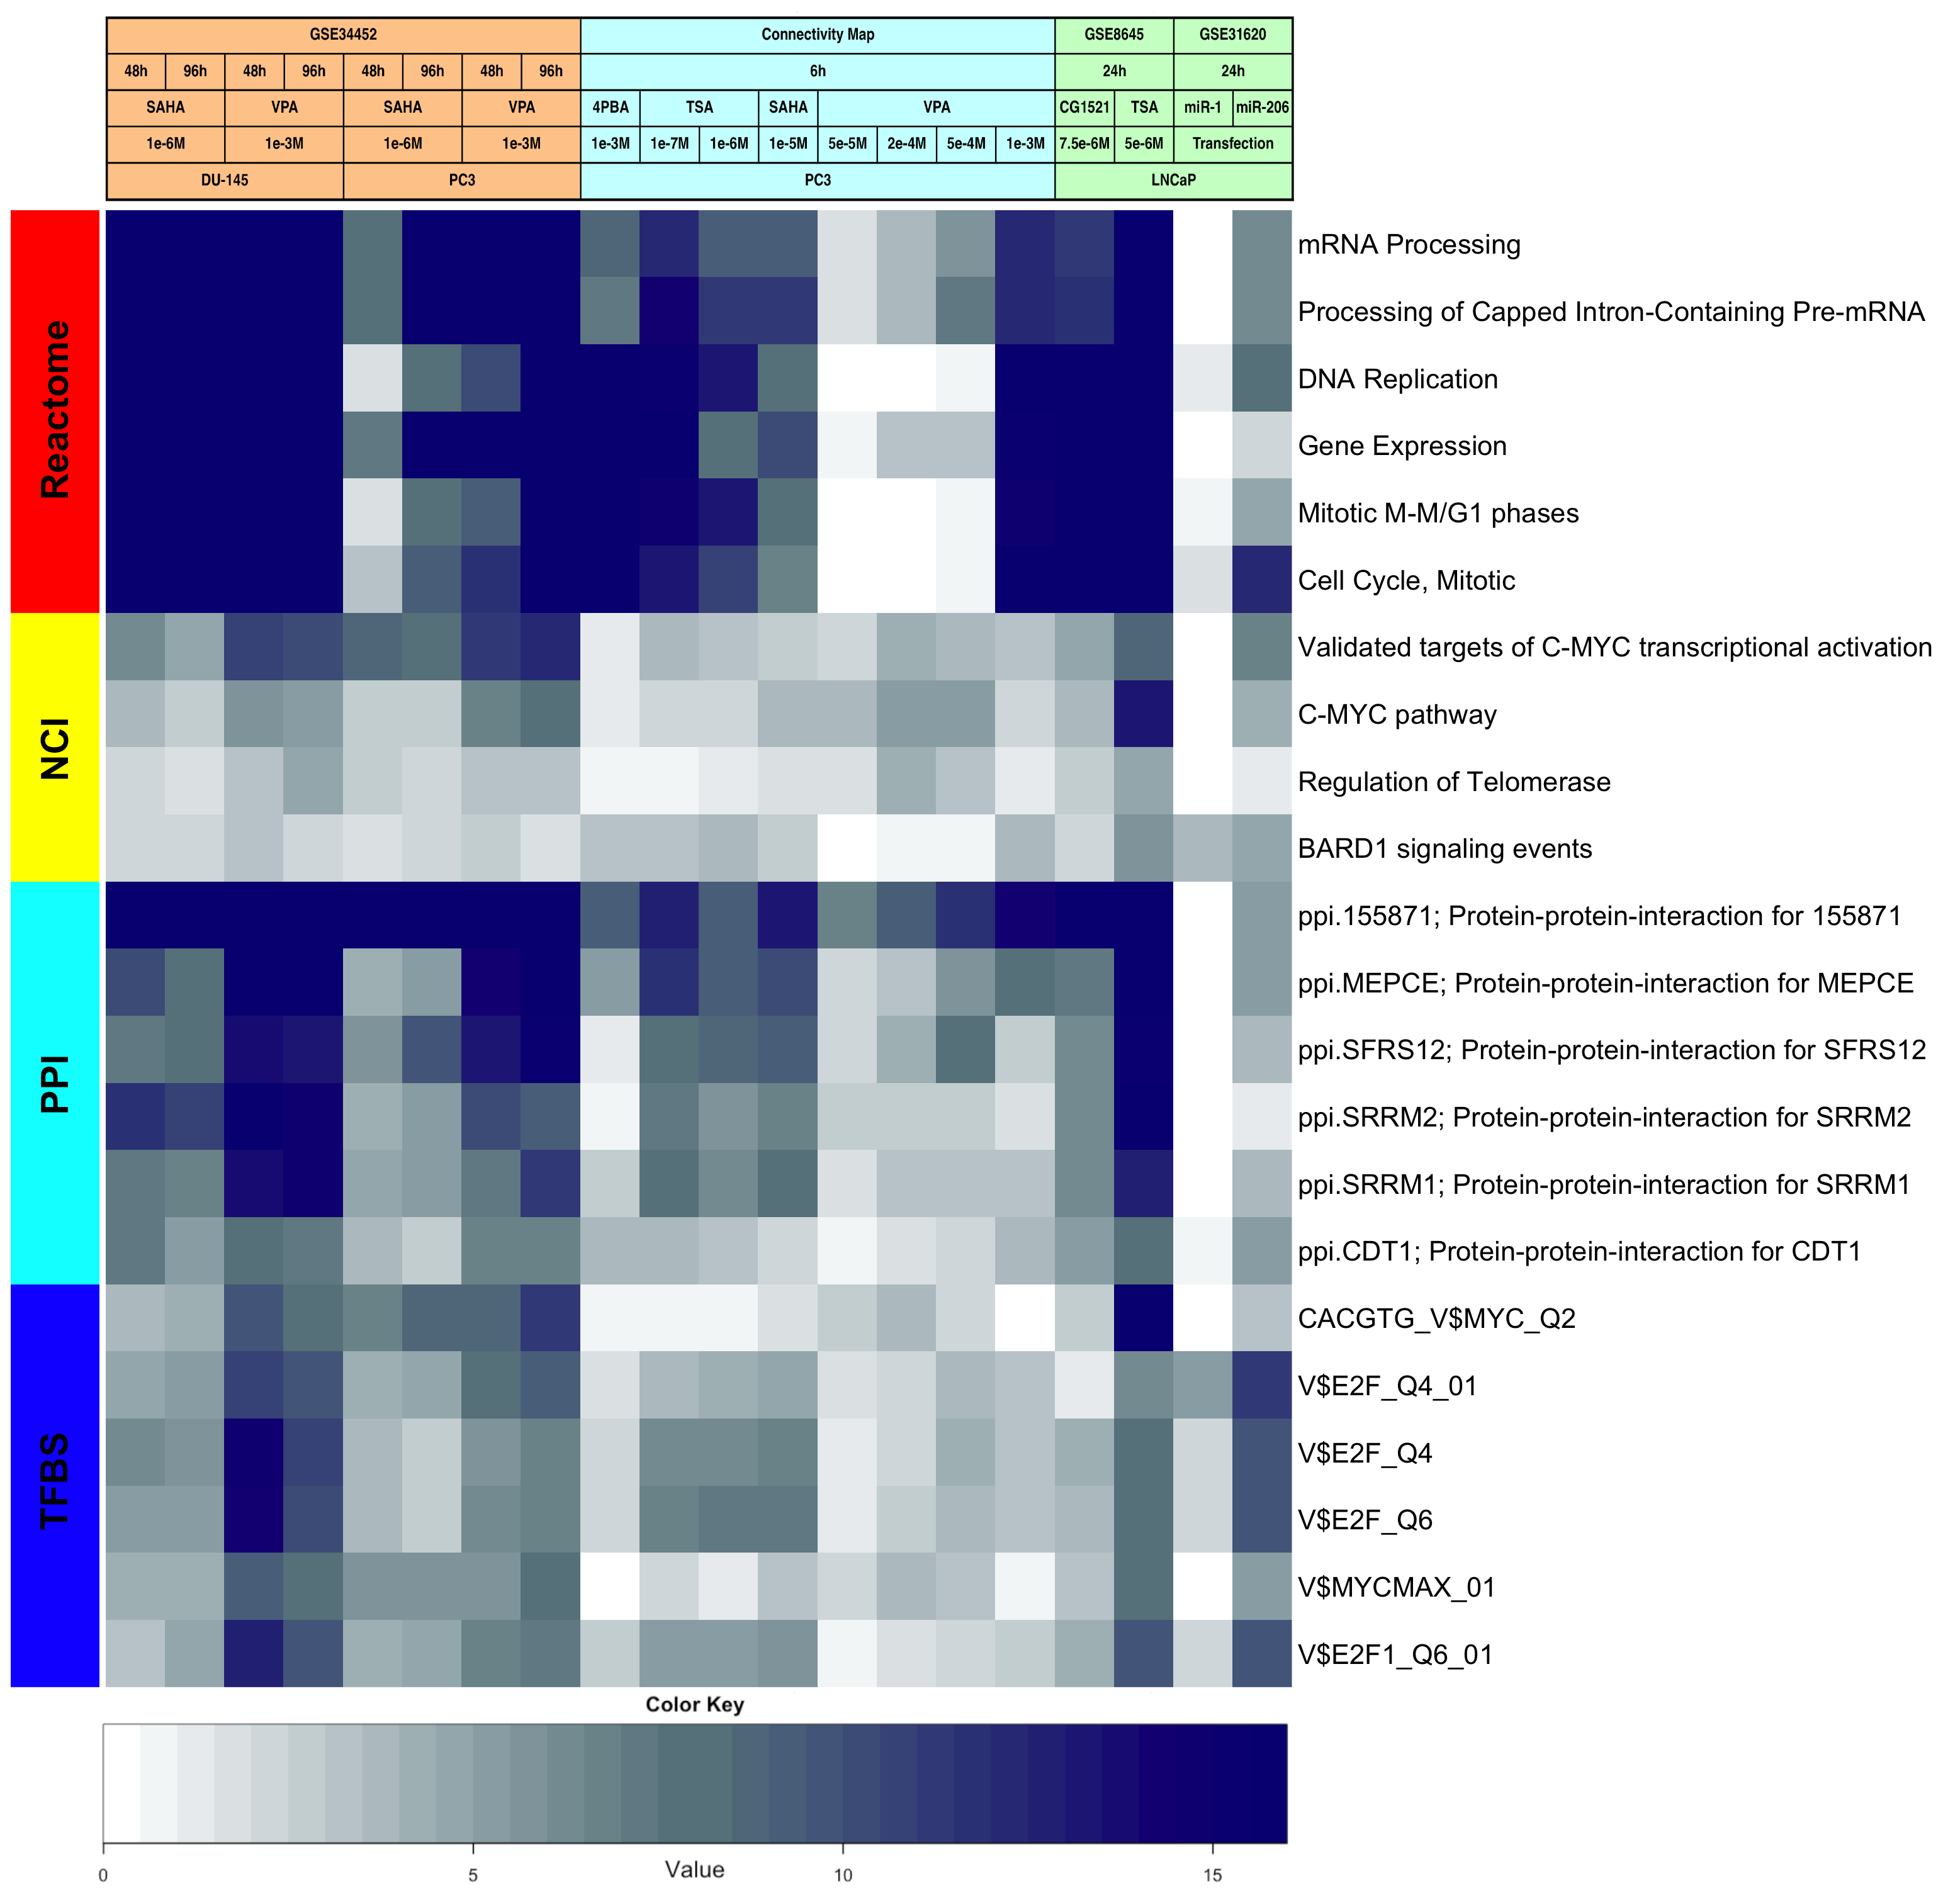 GSE34452 Connectivity Map GSE8645 GSE31620
48h 96h 48h 96h 48h 96h 48h 96h 6h 24h 24h
SAHA VPA SAHA VPA 4PBA TSA SAHA VPA CG1521 TSA miR-1 miR-206
1e-6M 1e-3M 1e-6M 1e-3M 1e-3M 1e-7M 1e-6M 1e-5M 5e-5M 2e-4M 5e-4M 1e-3M 7.5e-6M 5e-6M Transfection
DU-145 PC3 PC3 LNCaP
Reactome
mRNA Processing
Processing of Capped Intron-Containing Pre-mRNA
DNA Replication
Gene Expression
Mitotic M-M/G1 phases
Cell Cycle, Mitotic
NCI
Validated targets of C-MYC transcriptional activation
C-MYC pathway
Regulation of Telomerase
BARD1 signaling events
PPI
ppi.155871; Protein-protein-interaction for 155871
ppi.MEPCE; Protein-protein-interaction for MEPCE
ppi.SFRS12; Protein-protein-interaction for SFRS12
ppi.SRRM2; Protein-protein-interaction for SRRM2
ppi.SRRM1; Protein-protein-interaction for SRRM1
ppi.CDT1; Protein-protein-interaction for CDT1
TFBS
CACGTG_V$MYC_Q2
V$E2F_Q4_01
V$E2F_Q4
V$E2F_Q6
V$MYCMAX_01
V$E2F1_Q6_01
Color Key
0 5 10 15
Value